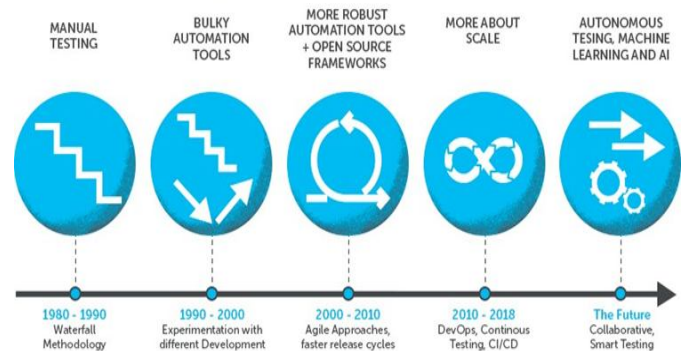 MANUAL
TESTING
BULKY
AUTOMATION
TOOLS
MORE ROBUST
AUTOMATION TOOLS
+ OPEN SOURCE
FRAMEWORKS
MORE ABOUT
SCALE
AUTONOMOUS
TESING, MACHINE
LEARNING AND AI
1980 - 1990
Waterfall
Methodology
1990 - 2000
Experimentation with
different Development
2000 - 2010
Agile Approaches,
faster release cycles
2010 - 2018
DevOps, Continous
Testing, CI/CD
The Future
Collaborative,
Smart Testing